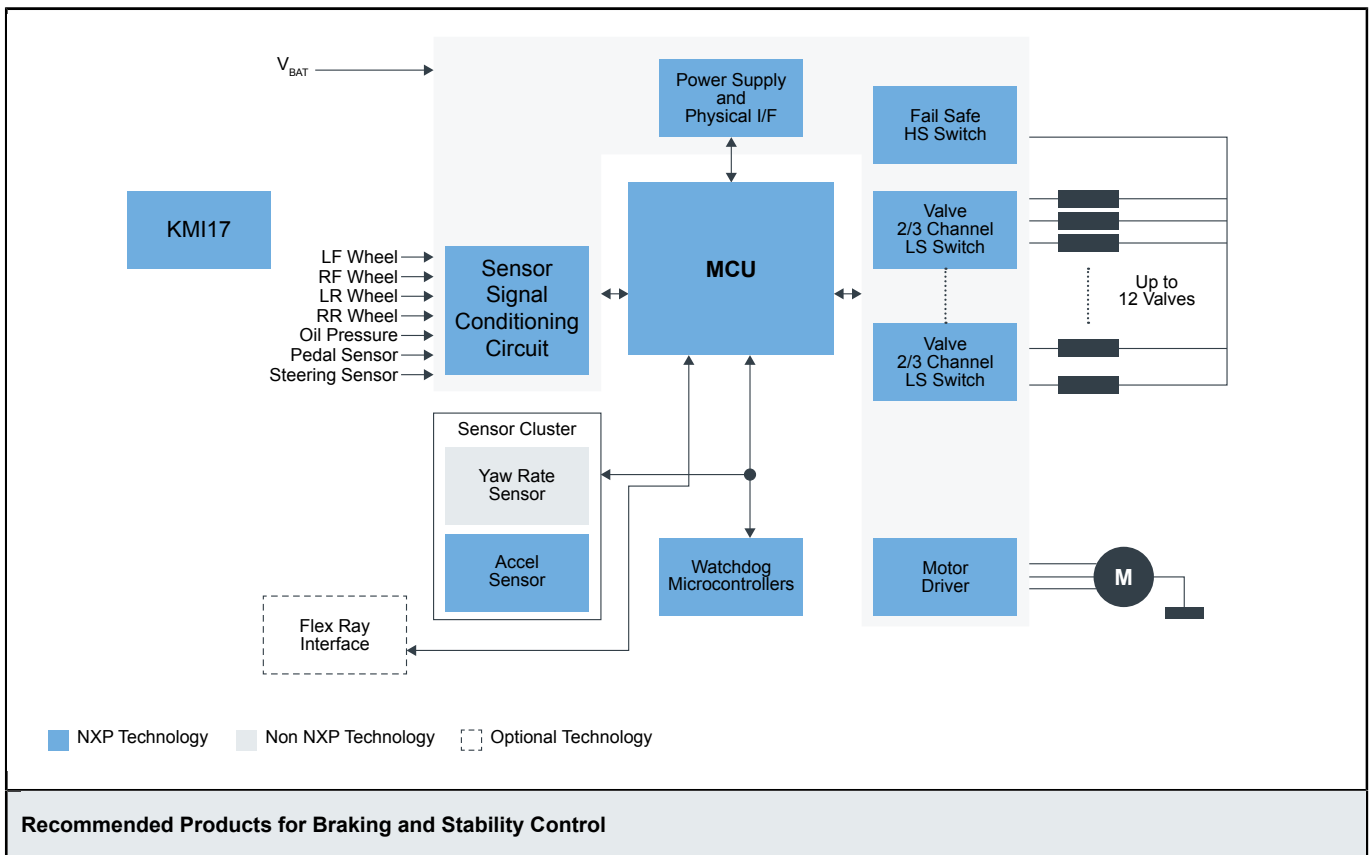 V_BAT
Power Supply
and
Physical I/F
Fail Safe
HS Switch
KMI17
LF Wheel
RF Wheel
LR Wheel
RR Wheel
Oil Pressure
Pedal Sensor
Steering Sensor
Sensor
Signal
Conditioning
Circuit
MCU
Valve
2/3 Channel
LS Switch
Up to
12 Valves
Valve
2/3 Channel
LS Switch
Sensor Cluster
Yaw Rate
Sensor
Accel
Sensor
Watchdog
Microcontrollers
Motor
Driver
M
Flex Ray
Interface
NXP Technology
Non NXP Technology
Optional Technology
Recommended Products for Braking and Stability Control